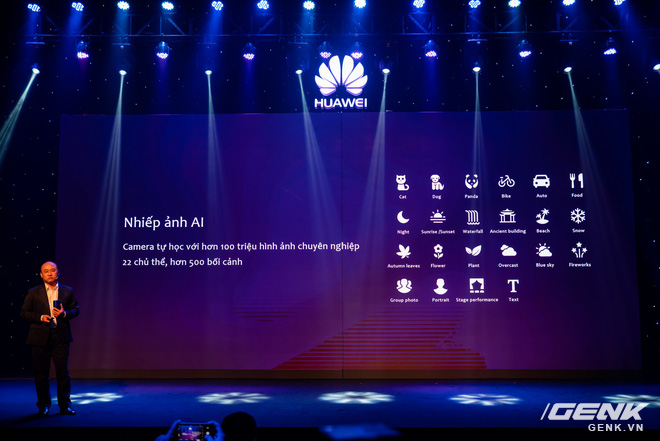 HUAWEI
Nhiếp ảnh AI
Camera tự học với hơn 100 triệu hình ảnh chuyên nghiệp
22 chủ thể, hơn 500 bối cảnh
Cat Dog Panda Bike Auto Food
Night Sunrise /Sunset Waterfall Ancient building Beach Snow
Autumn leaves Flower Plant Overcast Blue sky Fireworks
Group photo Portrait Stage performance Text
T
GENK
GENK.VN